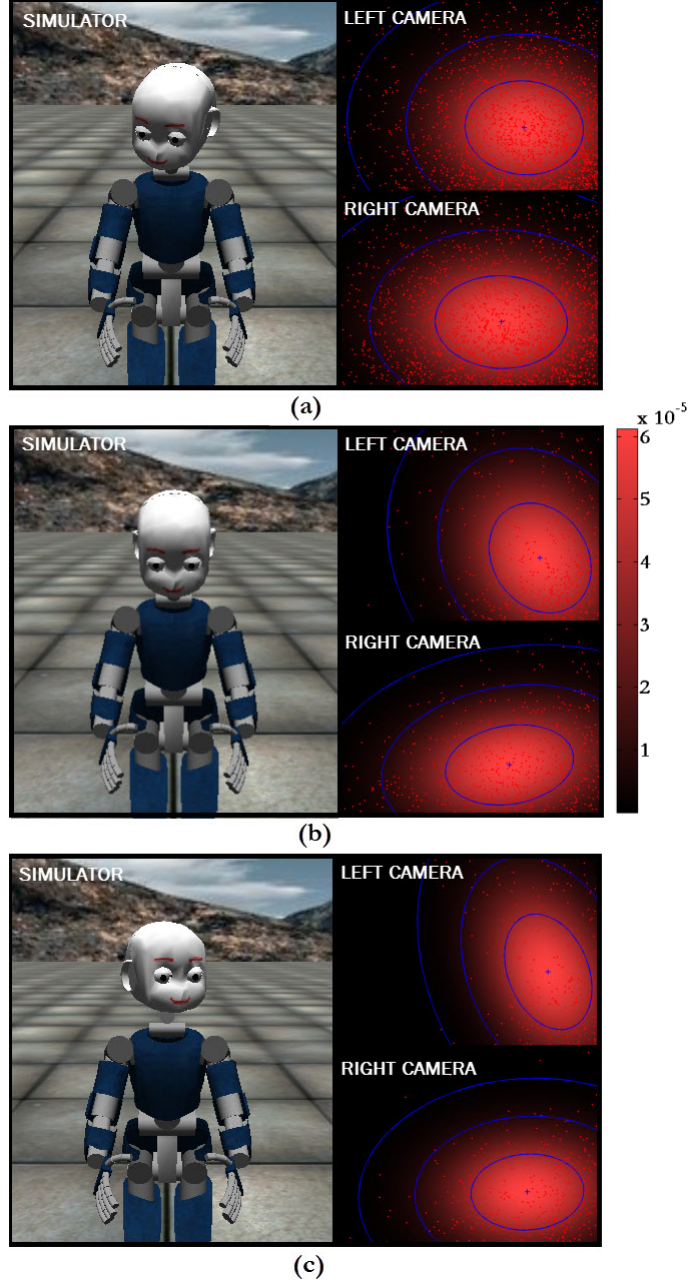 SIMULATOR
LEFT CAMERA
RIGHT CAMERA
(a)
SIMULATOR
LEFT CAMERA
RIGHT CAMERA
x 10⁻⁵
6
5
4
3
2
1
(b)
SIMULATOR
LEFT CAMERA
RIGHT CAMERA
(c)